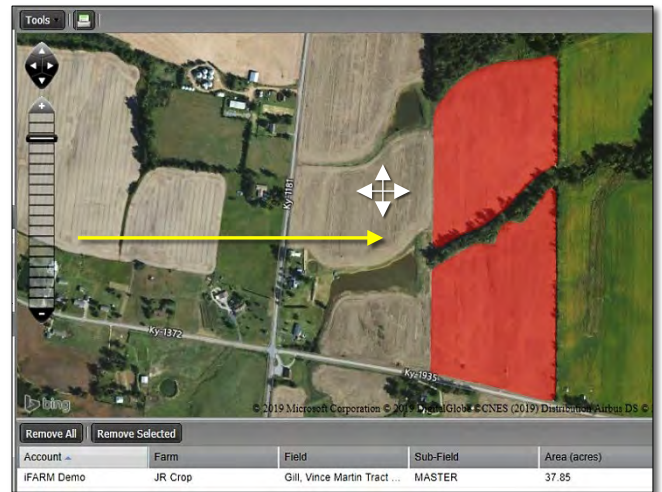 Tools
Ky-1181
Ky-1372
Ky-1935
bing
© 2019 Microsoft Corporation © 2019 DigitalGlobe ©CNES (2019) Distribution Airbus DS ©
Remove All Remove Selected
Account Farm Field Sub-Field Area (acres)
iFARM Demo JR Crop Gill, Vince Martin Tract ... MASTER 37.85